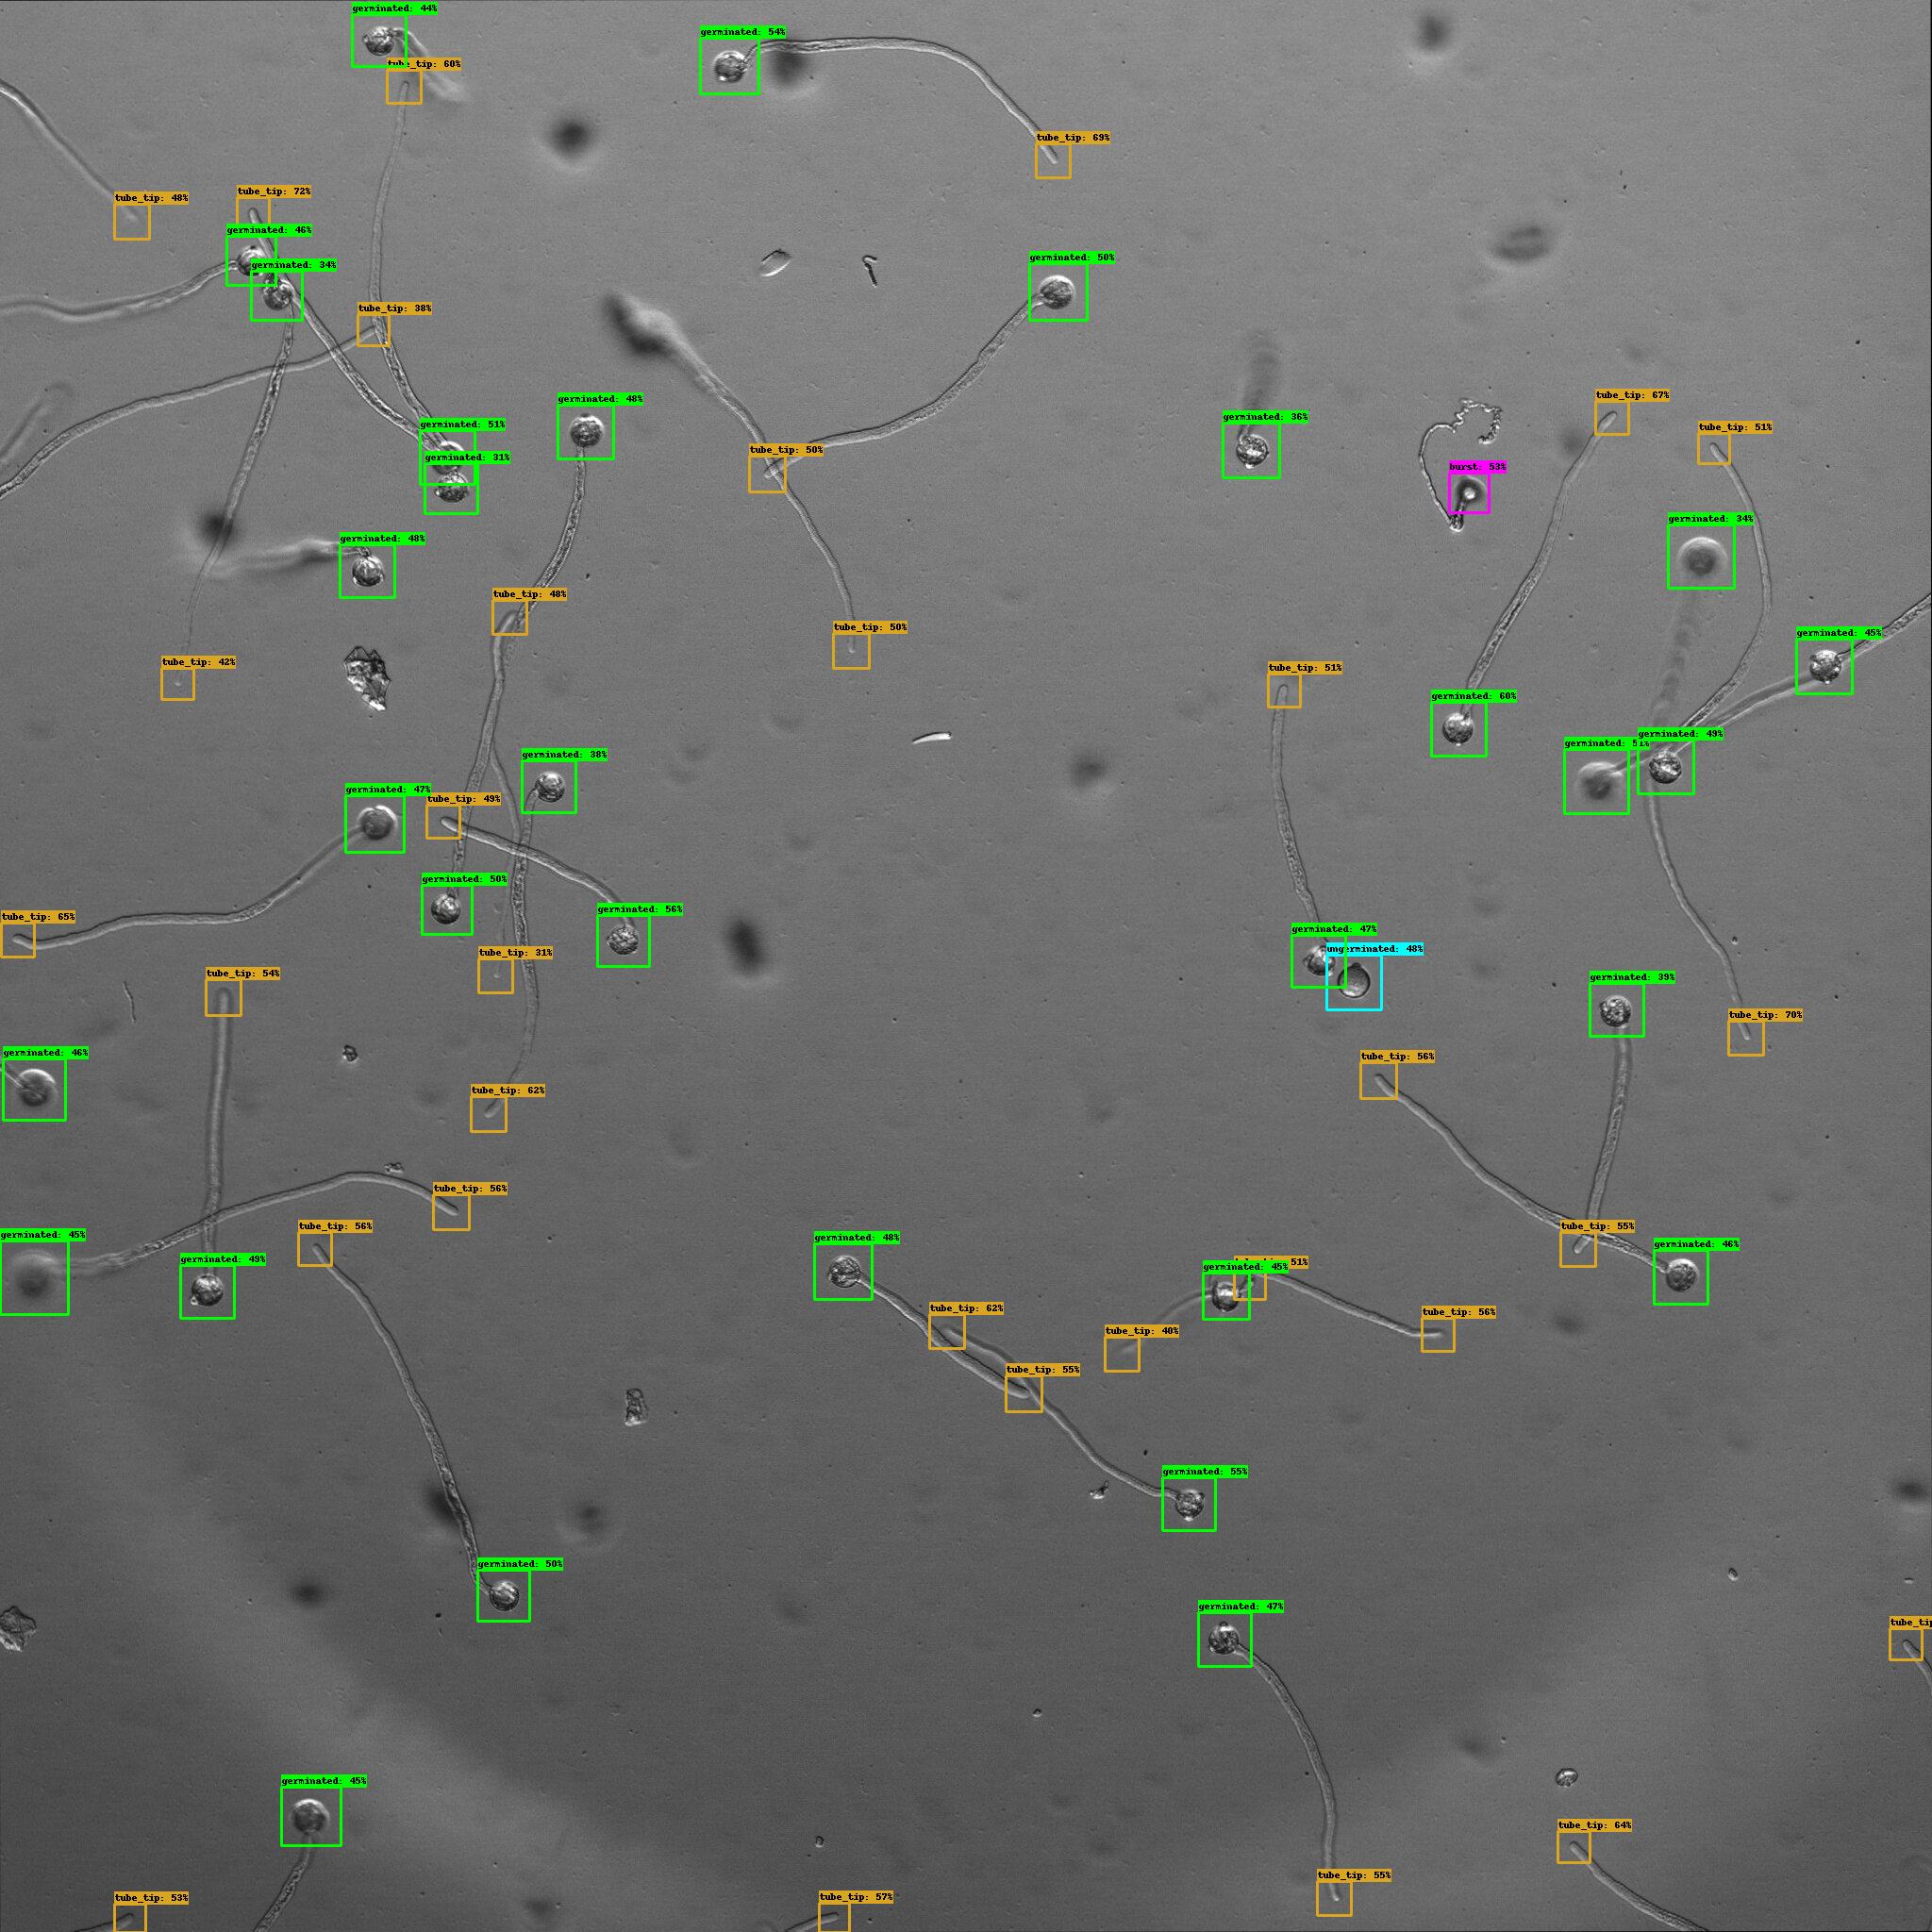 germinated: 44%
germinated: 54%
tube_tip: 60%
tube_tip: 69%
tube_tip: 72%
tube_tip: 48%
germinated: 46%
germinated: 50%
germinated: 34%
tube_tip: 38%
tube_tip: 67%
germinated: 48%
germinated: 36%
germinated: 51%
tube_tip: 51%
tube_tip: 50%
germinated: 31%
burst: 53%
germinated: 34%
germinated: 48%
tube_tip: 48%
tube_tip: 50%
germinated: 45%
tube_tip: 42%
tube_tip: 51%
germinated: 60%
germinated: 49%
germinated:
germinated: 38%
germinated: 47%
tube_tip: 49%
germinated: 50%
germinated: 56%
tube_tip: 65%
germinated: 47%
ungerminated: 48%
tube_tip: 31%
tube_tip: 54%
germinated: 39%
tube_tip: 70%
germinated: 46%
tube_tip: 56%
tube_tip: 62%
tube_tip: 56%
tube_tip: 56%
tube_tip: 55%
germinated: 45%
germinated: 48%
germinated: 46%
germinated: 49%
51%
germinated: 45%
tube_tip: 62%
tube_tip: 56%
tube_tip: 40%
tube_tip: 55%
germinated: 55%
germinated: 50%
germinated: 47%
tube_tip
germinated: 45%
tube_tip: 64%
tube_tip: 55%
tube_tip: 53%
tube_tip: 57%